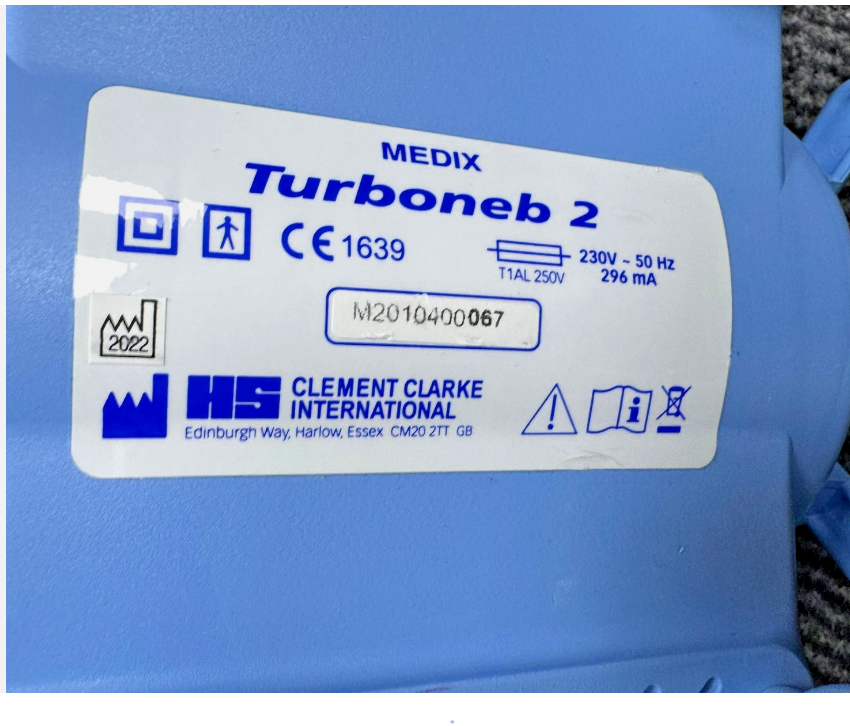 MEDIX
Turboneb 2
CE 1639
T1AL 250V
230V ~ 50 Hz
296 mA
M2010400067
2022
HS
CLEMENT CLARKE
INTERNATIONAL
Edinburgh Way, Harlow, Essex CM20 2TT GB